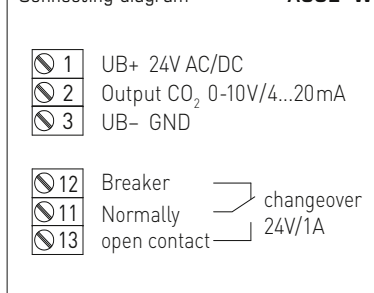 Connecting diagram
1 UB+ 24V AC/DC
2 Output CO₂ 0-10V/4...20mA
3 UB– GND
12 Breaker
11 Normally
13 open contact
changeover
24V/1A